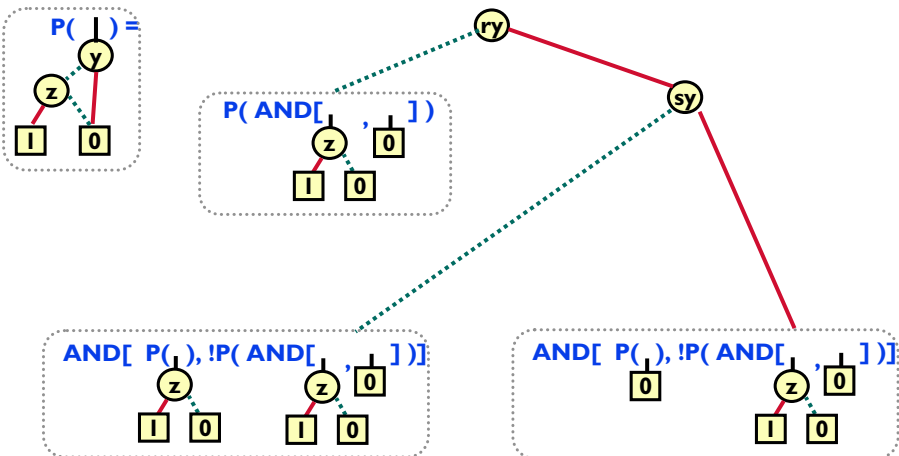 P( ) =
y
z
1 0
ry
sy
P( AND[ , ] )
z 0
1 0
AND[ P( ), !P( AND[ , ] )]
z z 0
1 0 1 0
AND[ P( ), !P( AND[ , ] )]
0 z 0
1 0